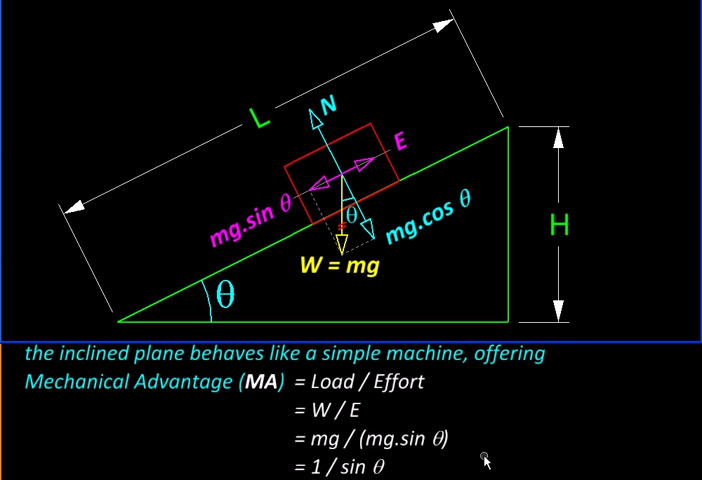 L
N
E
mg.sin θ
θ
mg.cos θ
H
W = mg
θ
the inclined plane behaves like a simple machine, offering
Mechanical Advantage (MA) = Load / Effort
= W / E
= mg / (mg.sin θ)
= 1 / sin θ